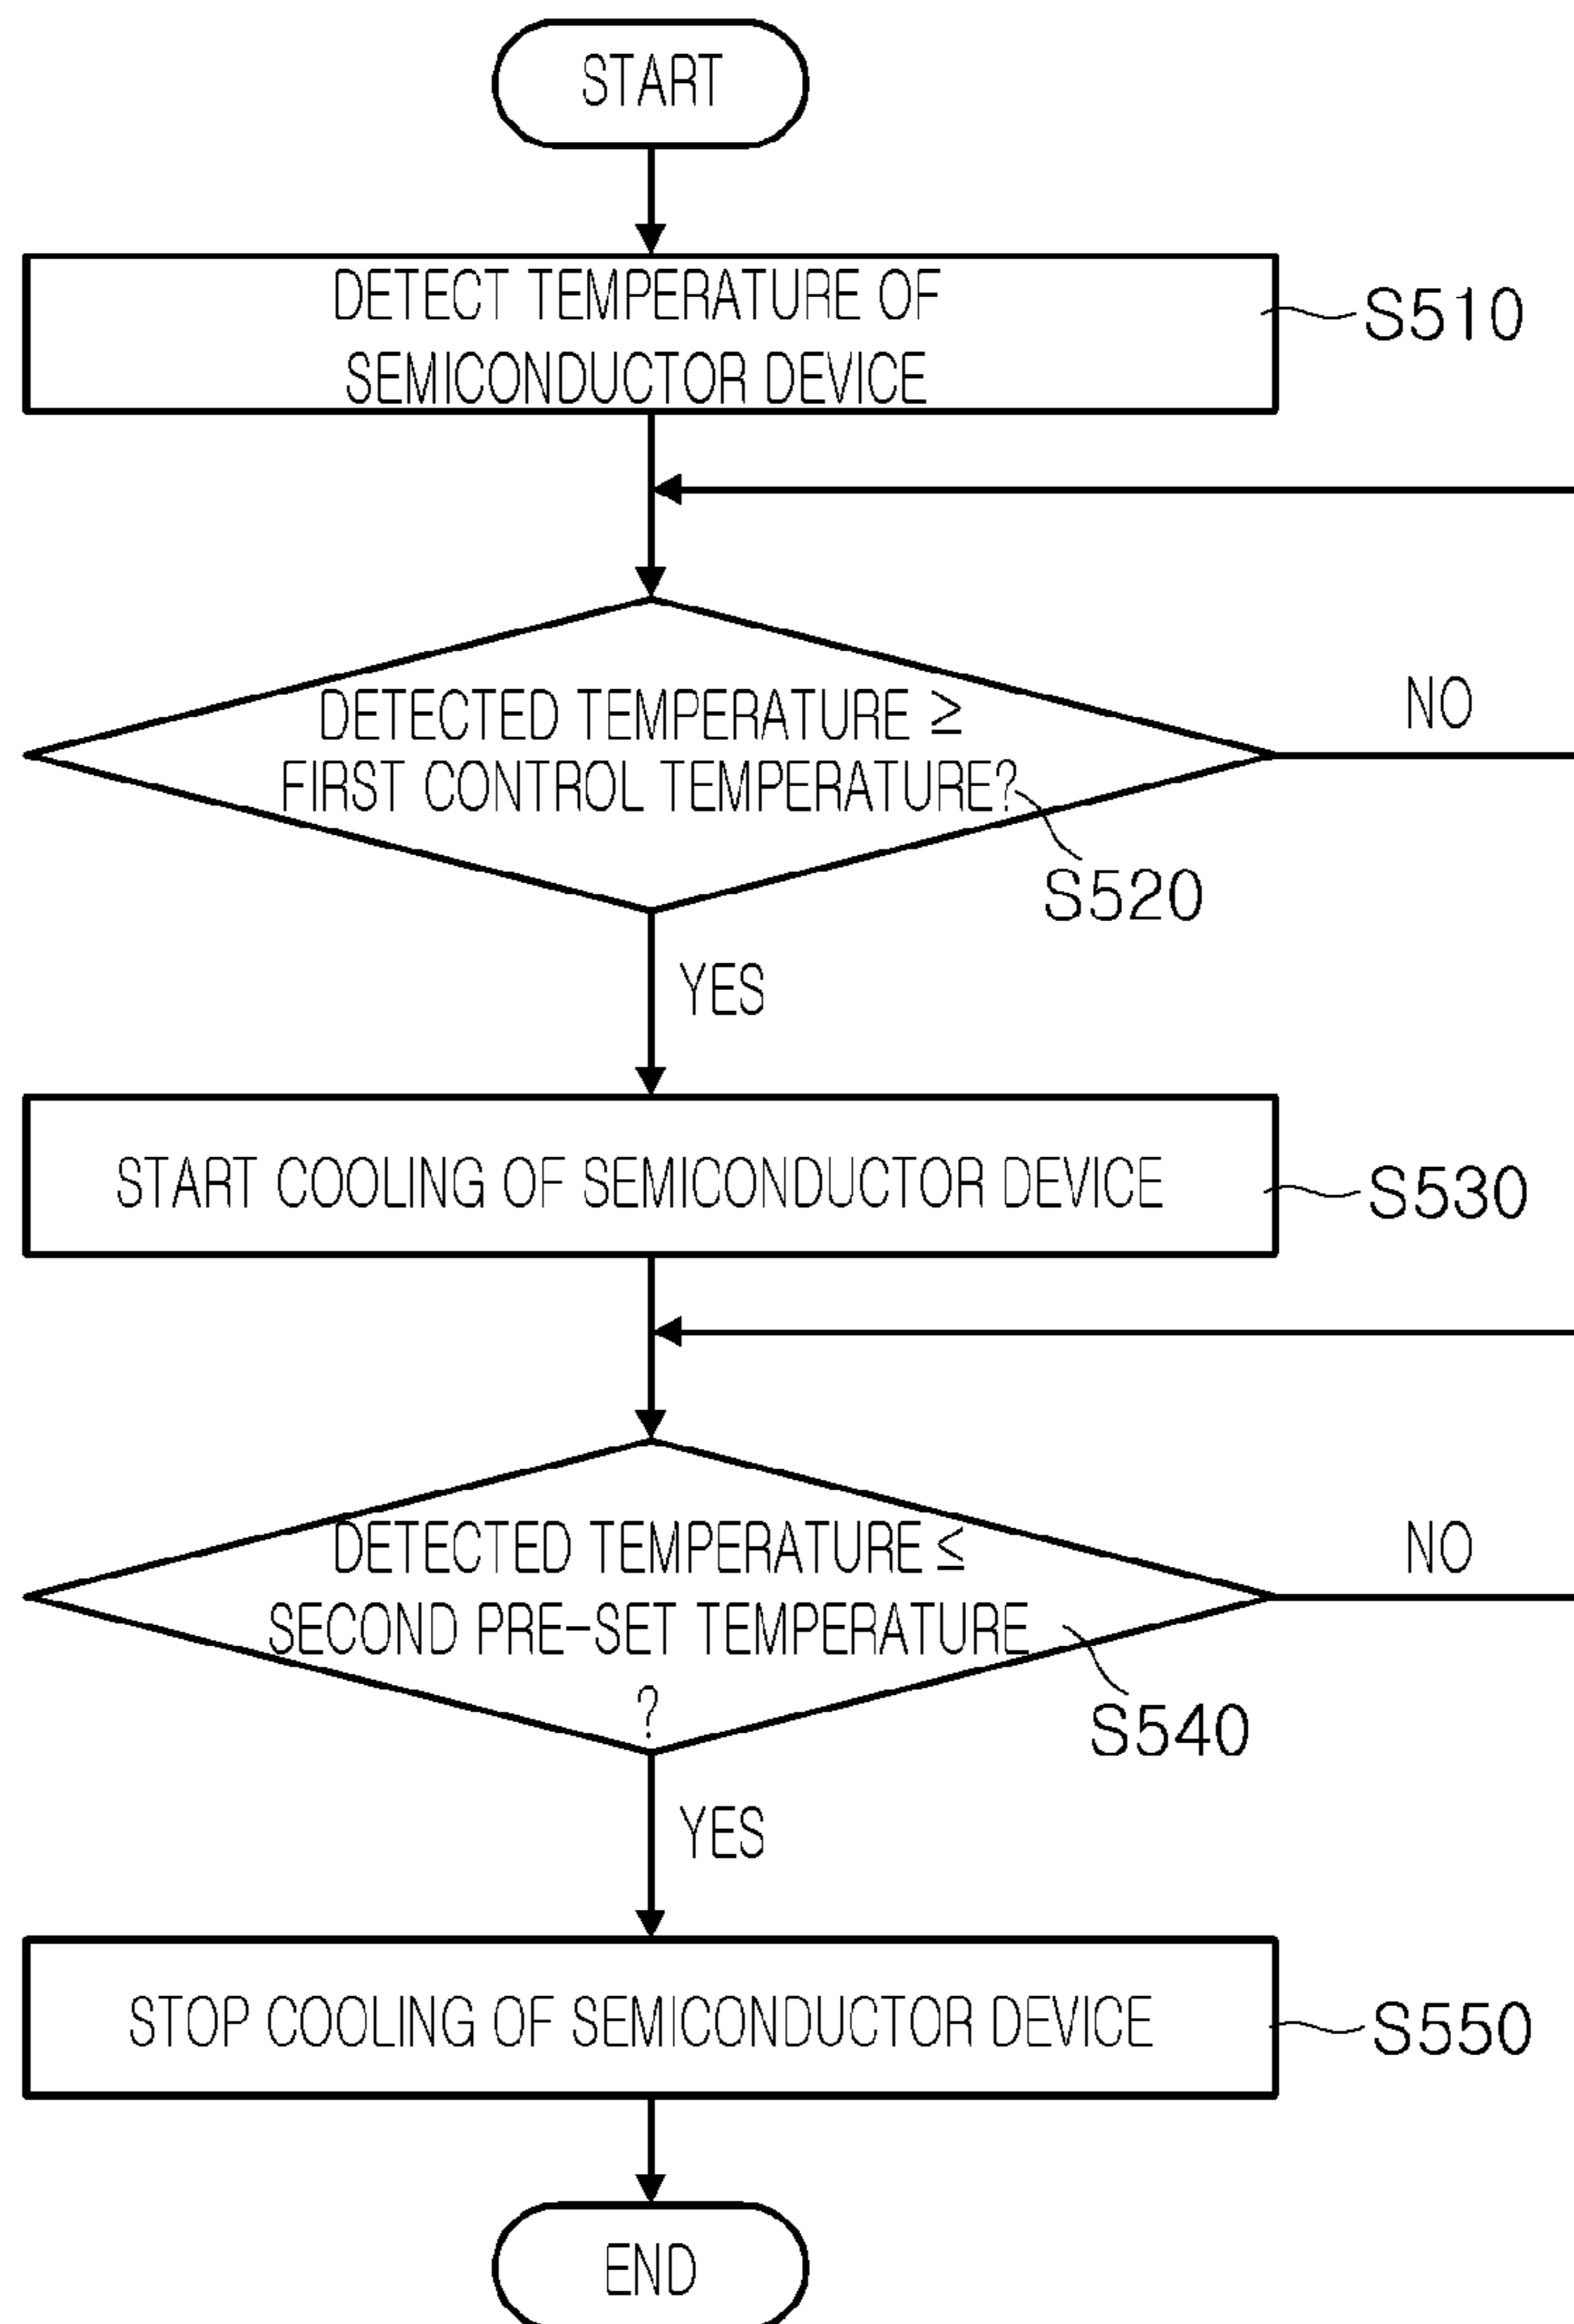 START
DETECT TEMPERATURE OF
SEMICONDUCTOR DEVICE
S510
DETECTED TEMPERATURE ≥
FIRST CONTROL TEMPERATURE?
NO
S520
YES
START COOLING OF SEMICONDUCTOR DEVICE
S530
DETECTED TEMPERATURE ≤
SECOND PRE-SET TEMPERATURE
?
NO
S540
YES
STOP COOLING OF SEMICONDUCTOR DEVICE
S550
END